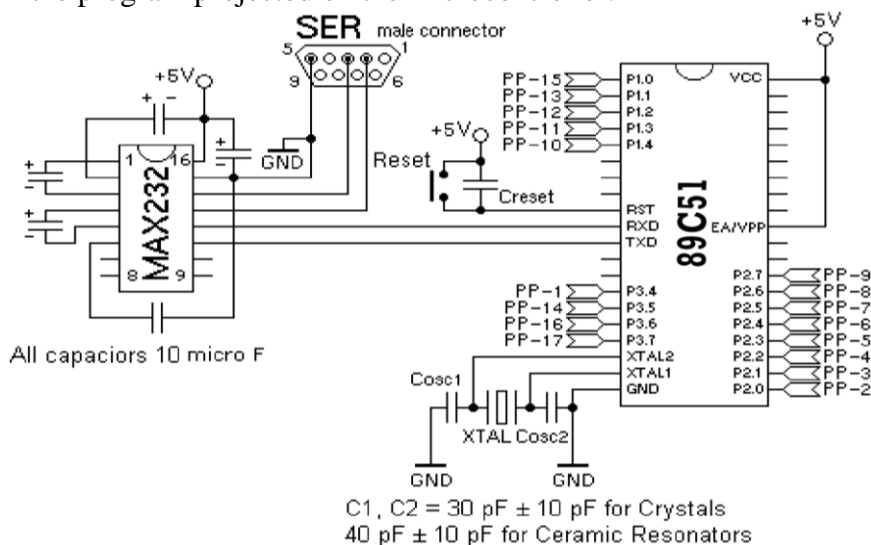 SER male connector
5
1
9
6
+5V
+ -
+5V
PP-15
P1.0
VCC
PP-13
P1.1
PP-12
P1.2
PP-11
P1.3
PP-10
P1.4
+5V
GND
Reset
Creset
+
-
+
-
+
-
1
16
MAX232
8
9
89C51
RST
RXD
EA/VPP
TXD
P2.7
PP-9
PP-1
P3.4
P2.6
PP-8
PP-14
P3.5
P2.5
PP-7
PP-16
P3.6
P2.4
PP-6
PP-17
P3.7
P2.3
PP-5
XTAL2
P2.2
PP-4
XTAL1
P2.1
PP-3
GND
P2.0
PP-2
All capaciors 10 micro F
Cosc1
XTAL Cosc2
GND
GND
C1, C2 = 30 pF ± 10 pF for Crystals
40 pF ± 10 pF for Ceramic Resonators